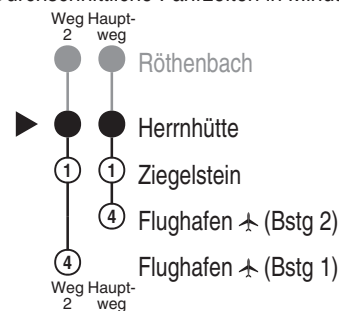 Weg Haupt-
2 weg
Röthenbach
Herrnhütte
1 1 Ziegelstein
4 Flughafen (Bstg 2)
4 Flughafen (Bstg 1)
Weg Haupt-
2 weg